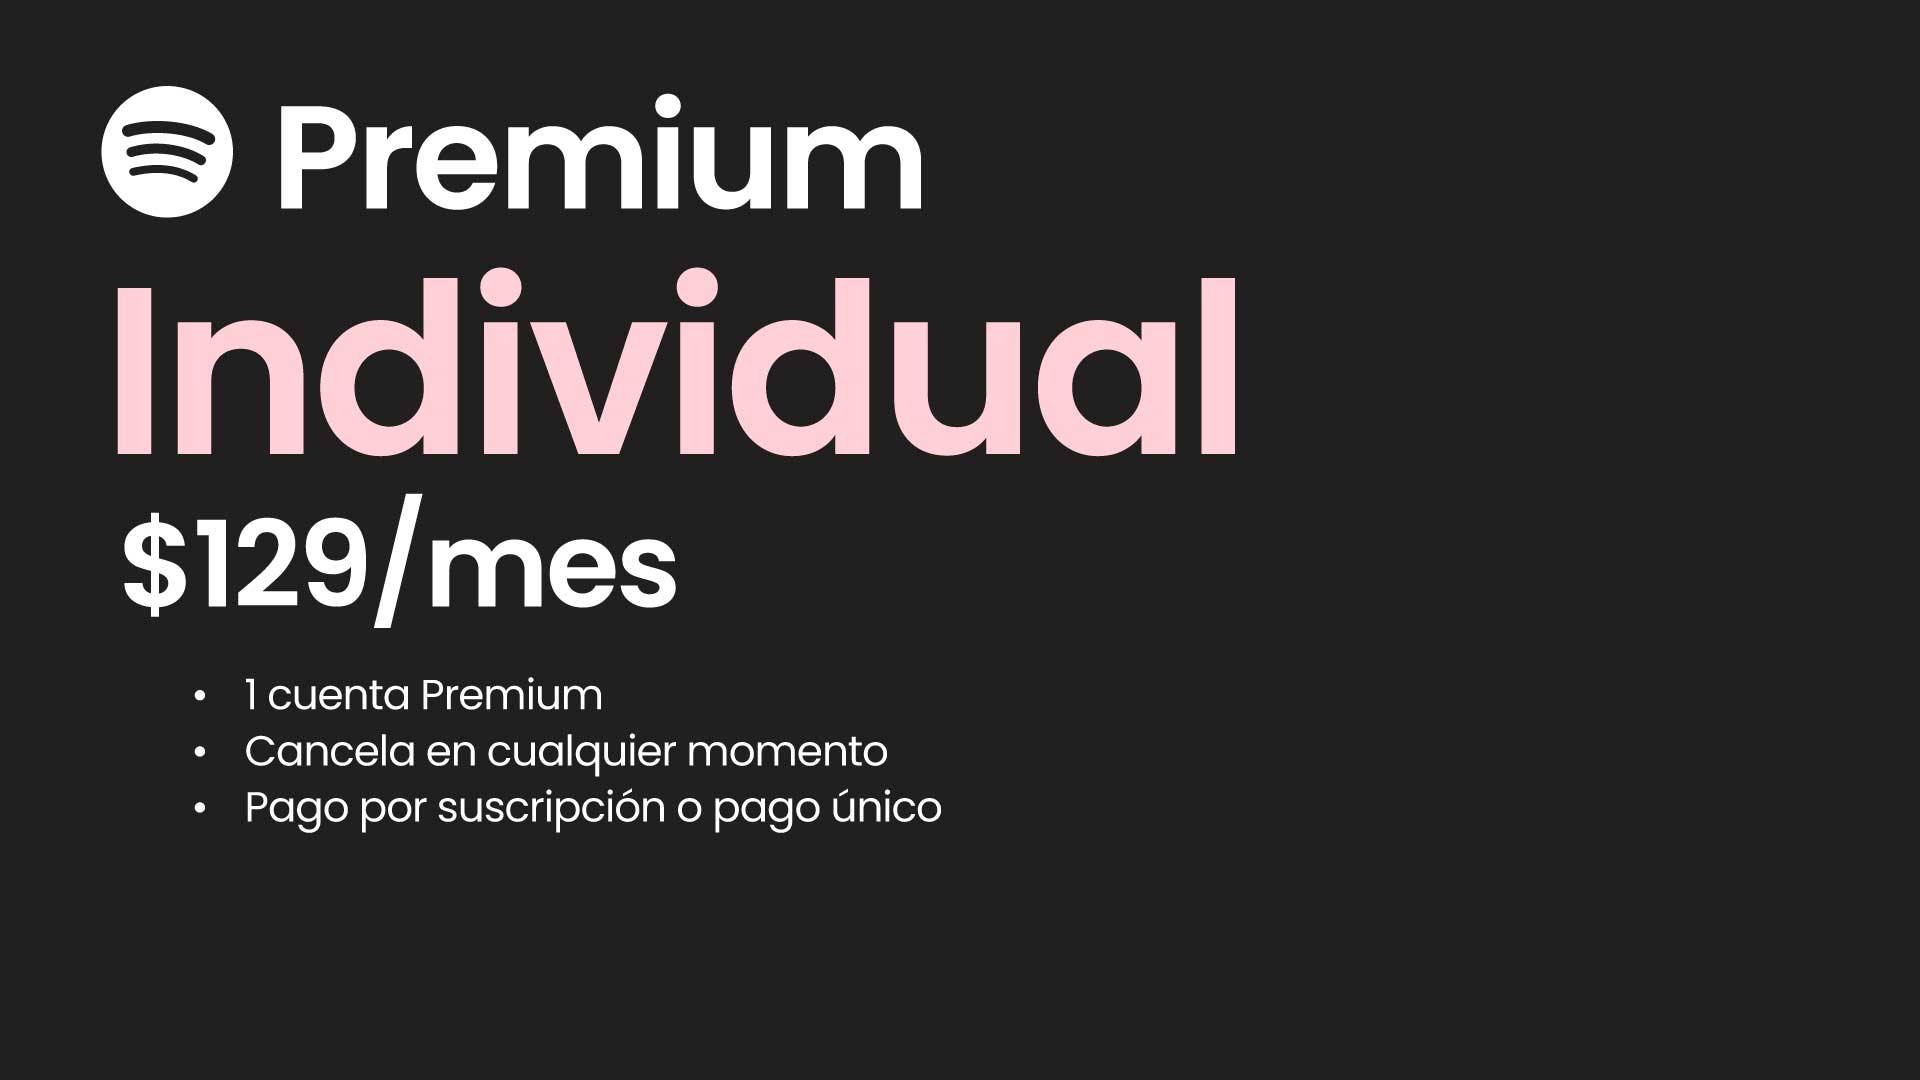 Premium
Individual
$129/mes
• 1 cuenta Premium
• Cancela en cualquier momento
• Pago por suscripción o pago único